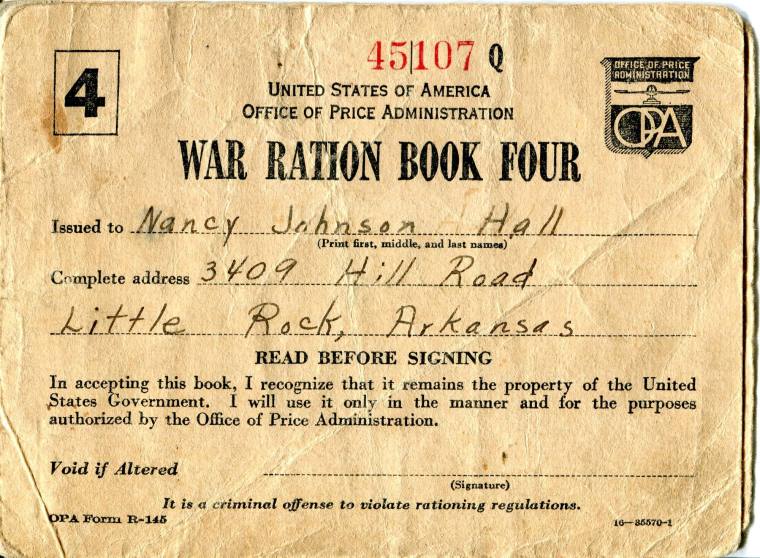 45107 Q
4
UNITED STATES OF AMERICA
OFFICE OF PRICE ADMINISTRATION
OFFICE OF PRICE
ADMINISTRATION
OPA
WAR RATION BOOK FOUR
Issued to Nancy Johnson Hall
(Print first, middle, and last names)
Complete address 3409 Hill Road
Little Rock, Arkansas
READ BEFORE SIGNING
In accepting this book, I recognize that it remains the property of the United
States Government. I will use it only in the manner and for the purposes
authorized by the Office of Price Administration.
Void if Altered
(Signature)
It is a criminal offense to violate rationing regulations.
OPA Form R-145
16—35570-1